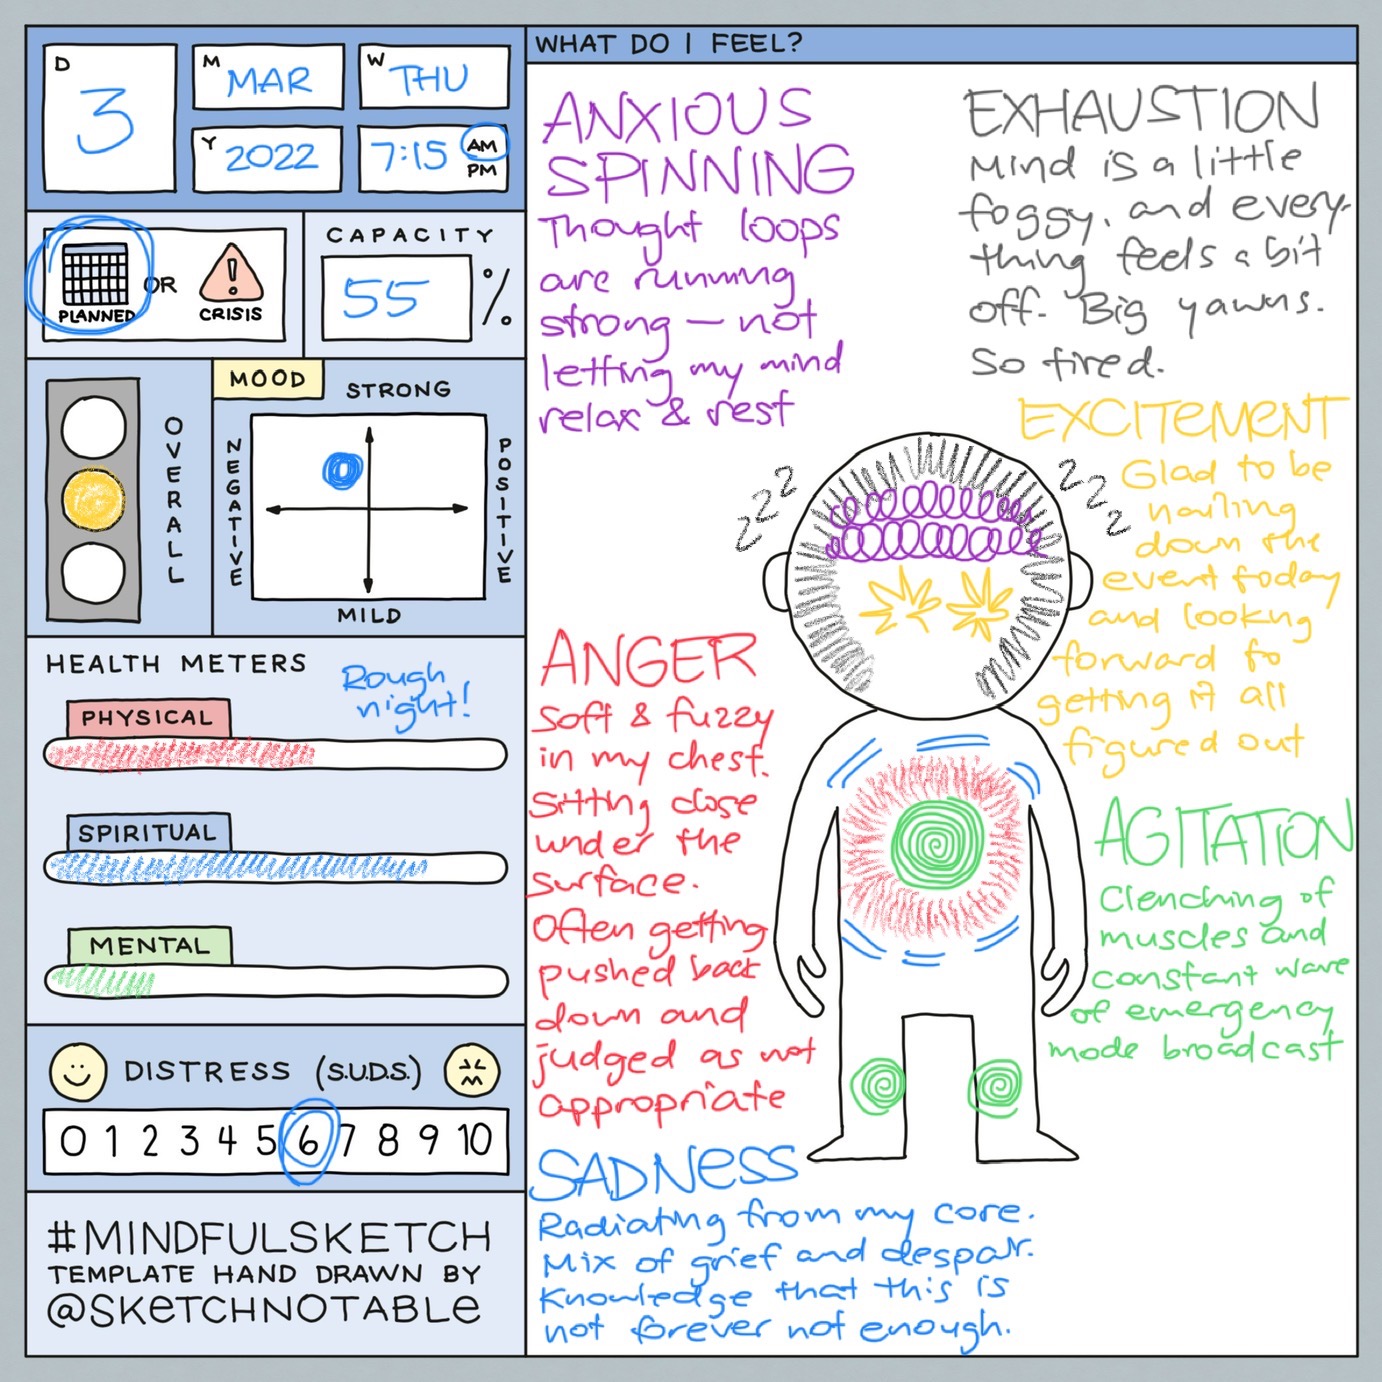 D
3
M
MAR
W
THU
Y
2022
7:15 AM
PM
PLANNED
OR
CRISIS
CAPACITY
55 %
OVERALL
MOOD
STRONG
NEGATIVE
POSITIVE
MILD
HEALTH METERS
Rough
night!
PHYSICAL
SPIRITUAL
MENTAL
DISTRESS (S.U.D.S.)
0 1 2 3 4 5 6 7 8 9 10
#MINDFULSKETCH
TEMPLATE HAND DRAWN BY
@SKETCHNOTABLE
WHAT DO I FEEL?
ANXIOUS
SPINNING
Thought loops
are running
strong — not
letting my mind
relax & rest
EXHAUSTION
Mind is a little
foggy, and every-
thing feels a bit
off. Big yawns.
So tired.
zzz
zzz
EXCITEMENT
Glad to be
nailing
down the
event today
and looking
forward to
getting it all
figured out
ANGER
Soft & fuzzy
in my chest.
Sitting close
under the
surface.
Often getting
pushed back
down and
judged as not
appropriate
AGITATION
Clenching of
muscles and
constant wave
of emergency
mode broadcast
SADNESS
Radiating from my core.
Mix of grief and despair.
Knowledge that this is
not forever not enough.